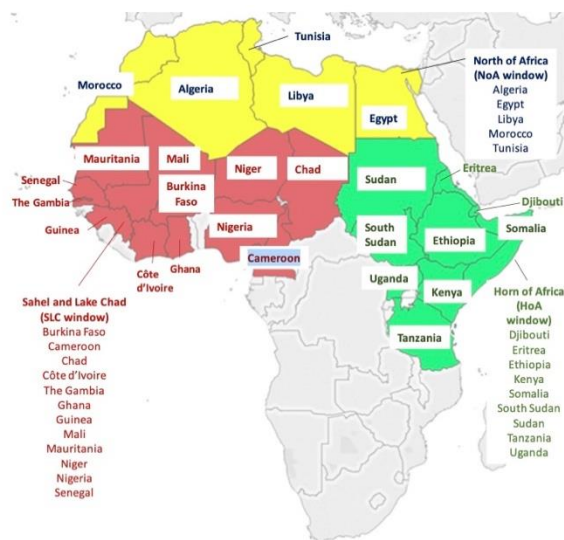 Tunisia
Morocco
Algeria
Libya
Egypt
North of Africa
(NoA window)
Algeria
Egypt
Libya
Morocco
Tunisia
Mauritania
Mali
Niger
Chad
Sudan
Eritrea
Senegal
The Gambia
Guinea
Burkina
Faso
Nigeria
Djibouti
Somalia
South
Sudan
Ethiopia
Côte
d’Ivoire
Ghana
Cameroon
Uganda
Kenya
Tanzania
Sahel and Lake Chad
(SLC window)
Burkina Faso
Cameroon
Chad
Côte d’Ivoire
The Gambia
Ghana
Guinea
Mali
Mauritania
Niger
Nigeria
Senegal
Horn of Africa
(HoA
window)
Djibouti
Eritrea
Ethiopia
Kenya
Somalia
South Sudan
Sudan
Tanzania
Uganda